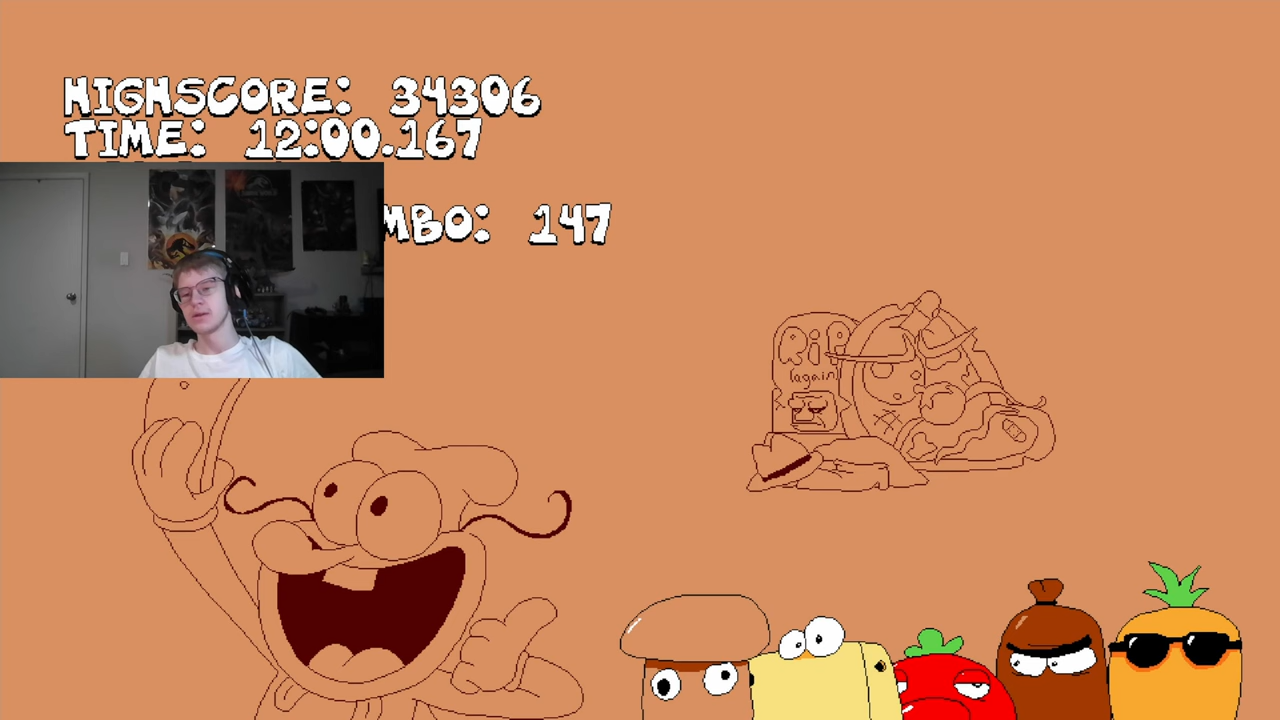 HIGHSCORE: 34306
TIME: 12:00.167
MBO: 147
RiP
(again)